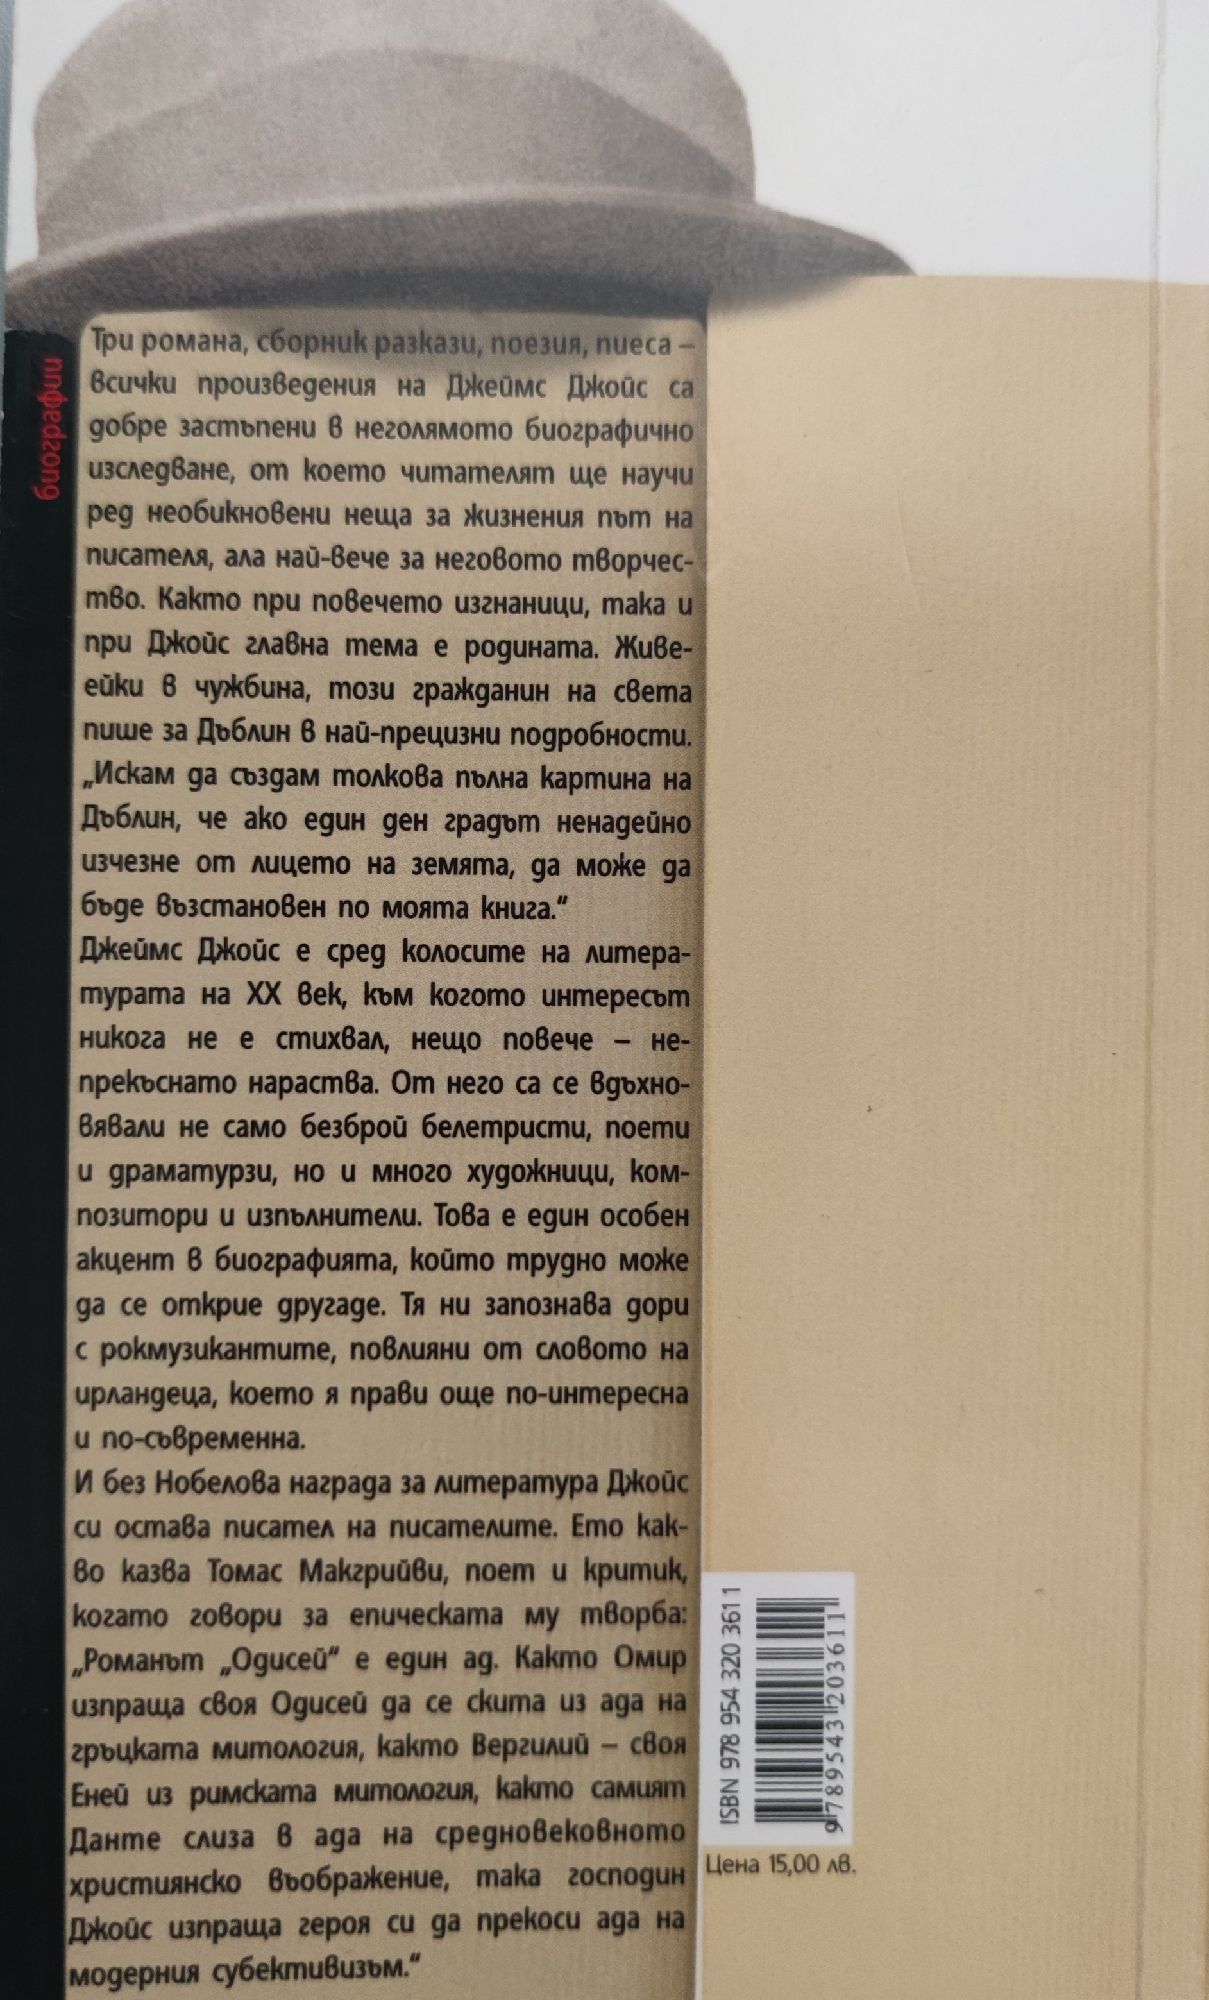 Три романа, сборник разкази, поезия, пиеса –
всички произведения на Джеймс Джойс са
добре застъпени в неголямото биографично
изследване, от което читателят ще научи
ред необикновени неща за жизнения път на
писателя, ала най-вече за неговото творчес-
тво. Както при повечето изгнаници, така и
при Джойс главна тема е родината. Живе-
ейки в чужбина, този гражданин на света
пише за Дъблин в най-прецизни подробности.
„Искам да създам толкова пълна картина на
Дъблин, че ако един ден градът ненадейно
изчезне от лицето на земята, да може да
бъде възстановен по моята книга.“
Джеймс Джойс е сред колосите на литера-
турата на XX век, към когото интересът
никога не е стихвал, нещо повече – не-
прекъснато нараства. От него са се вдъхно-
вявали не само безброй белетристи, поети
и драматурзи, но и много художници, ком-
позитори и изпълнители. Това е един особен
акцент в биографията, който трудно може
да се открие другаде. Тя ни запознава дори
с рокмузикантите, повлияни от словото на
ирландеца, което я прави още по-интересна
и по-съвременна.
И без Нобелова награда за литература Джойс
си остава писател на писателите. Ето как-
во казва Томас Макгрийви, поет и критик,
когато говори за епическата му творба:
„Романът „Одисей“ е един ад. Както Омир
изпраща своя Одисей да се скита из ада на
гръцката митология, както Вергилий – своя
Еней из римската митология, както самият
Данте слиза в ада на средновековното
християнско въображение, така господин
Джойс изпраща героя си да прекоси ада на
модерния субективизъм.“
ISBN 978 954 320 361 1
9 789543 203611
Цена 15,00 лв.